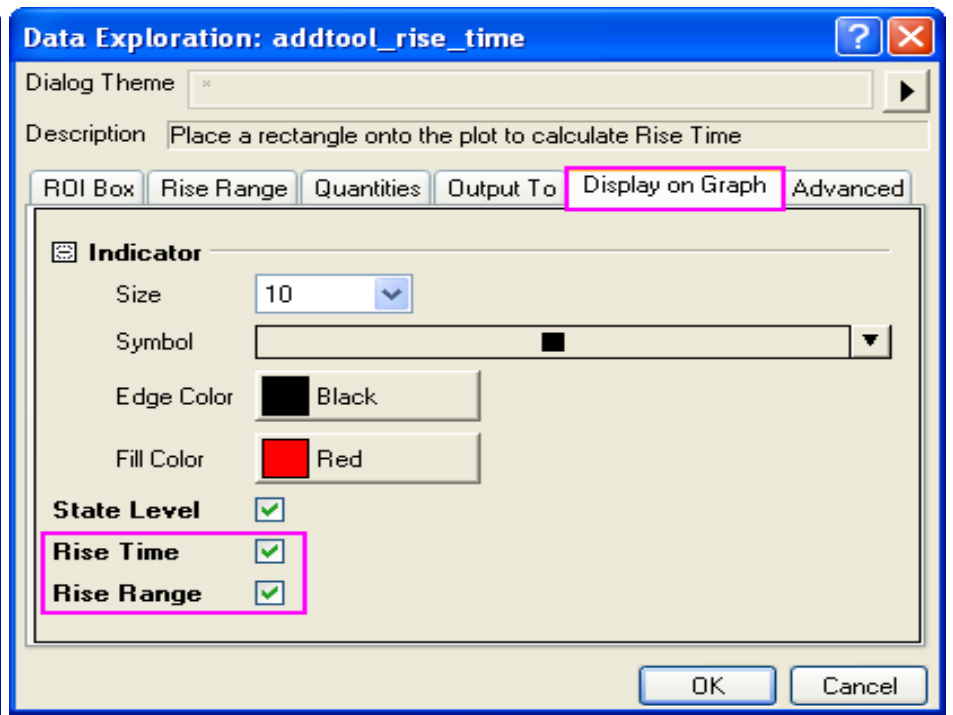 Data Exploration: addtool_rise_time
Dialog Theme *
Description Place a rectangle onto the plot to calculate Rise Time
ROI Box Rise Range Quantities Output To Display on Graph Advanced
Indicator
Size 10
Symbol
Edge Color Black
Fill Color Red
State Level
Rise Time
Rise Range
OK Cancel